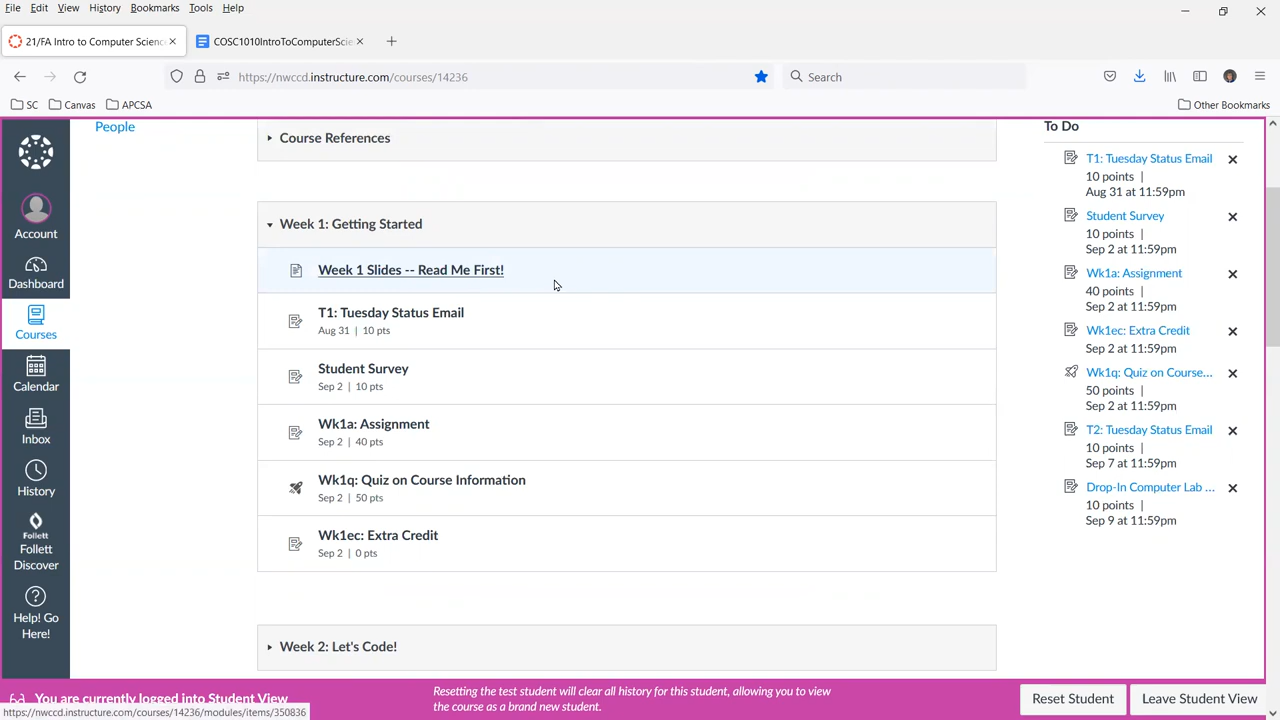 File Edit View History Bookmarks Tools Help
21/FA Intro to Computer Scienc
COSC1010IntroToComputerScie
https://nwccd.instructure.com/courses/14236
Search
SC Canvas APCSA Other Bookmarks
Account
Dashboard
Courses
Calendar
Inbox
History
Follett
Follett
Discover
Help! Go
Here!
People
Course References
Week 1: Getting Started
Week 1 Slides -- Read Me First!
T1: Tuesday Status Email
Aug 31 | 10 pts
Student Survey
Sep 2 | 10 pts
Wk1a: Assignment
Sep 2 | 40 pts
Wk1q: Quiz on Course Information
Sep 2 | 50 pts
Wk1ec: Extra Credit
Sep 2 | 0 pts
Week 2: Let's Code!
To Do
T1: Tuesday Status Email
10 points |
Aug 31 at 11:59pm
Student Survey
10 points |
Sep 2 at 11:59pm
Wk1a: Assignment
40 points |
Sep 2 at 11:59pm
Wk1ec: Extra Credit
Sep 2 at 11:59pm
Wk1q: Quiz on Course...
50 points |
Sep 2 at 11:59pm
T2: Tuesday Status Email
10 points |
Sep 7 at 11:59pm
Drop-In Computer Lab ...
10 points |
Sep 9 at 11:59pm
You are currently logged into Student View
Resetting the test student will clear all history for this student, allowing you to view
the course as a brand new student.
Reset Student
Leave Student View
https://nwccd.instructure.com/courses/14236/modules/items/350836